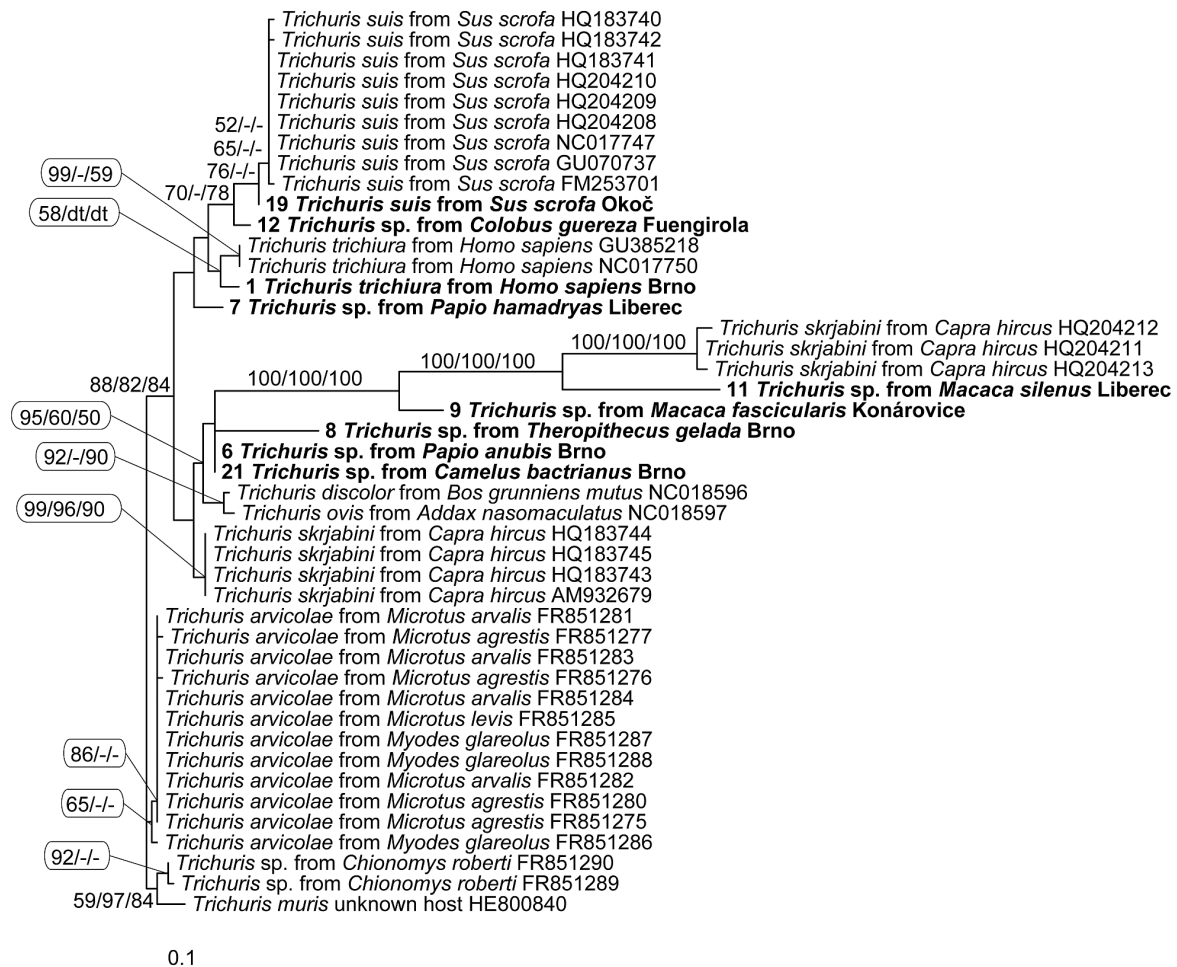 Trichuris suis from Sus scrofa HQ183740
Trichuris suis from Sus scrofa HQ183742
Trichuris suis from Sus scrofa HQ183741
Trichuris suis from Sus scrofa HQ204210
Trichuris suis from Sus scrofa HQ204209
Trichuris suis from Sus scrofa HQ204208
52/-/-
Trichuris suis from Sus scrofa NC017747
65/-/-
Trichuris suis from Sus scrofa GU070737
76/-/-
99/-/59
Trichuris suis from Sus scrofa FM253701
70/-/78
19 Trichuris suis from Sus scrofa Okoč
58/dt/dt
12 Trichuris sp. from Colobus guereza Fuengirola
Trichuris trichiura from Homo sapiens GU385218
Trichuris trichiura from Homo sapiens NC017750
1 Trichuris trichiura from Homo sapiens Brno
7 Trichuris sp. from Papio hamadryas Liberec
Trichuris skrjabini from Capra hircus HQ204212
100/100/100
Trichuris skrjabini from Capra hircus HQ204211
100/100/100
Trichuris skrjabini from Capra hircus HQ204213
100/100/100
88/82/84
11 Trichuris sp. from Macaca silenus Liberec
9 Trichuris sp. from Macaca fascicularis Konárovice
95/60/50
8 Trichuris sp. from Theropithecus gelada Brno
6 Trichuris sp. from Papio anubis Brno
92/-/90
21 Trichuris sp. from Camelus bactrianus Brno
Trichuris discolor from Bos grunniens mutus NC018596
99/96/90
Trichuris ovis from Addax nasomaculatus NC018597
Trichuris skrjabini from Capra hircus HQ183744
Trichuris skrjabini from Capra hircus HQ183745
Trichuris skrjabini from Capra hircus HQ183743
Trichuris skrjabini from Capra hircus AM932679
Trichuris arvicolae from Microtus arvalis FR851281
Trichuris arvicolae from Microtus agrestis FR851277
Trichuris arvicolae from Microtus arvalis FR851283
Trichuris arvicolae from Microtus agrestis FR851276
Trichuris arvicolae from Microtus arvalis FR851284
Trichuris arvicolae from Microtus levis FR851285
Trichuris arvicolae from Myodes glareolus FR851287
86/-/-
Trichuris arvicolae from Myodes glareolus FR851288
Trichuris arvicolae from Microtus arvalis FR851282
65/-/-
Trichuris arvicolae from Microtus agrestis FR851280
Trichuris arvicolae from Microtus agrestis FR851275
Trichuris arvicolae from Myodes glareolus FR851286
92/-/-
Trichuris sp. from Chionomys roberti FR851290
Trichuris sp. from Chionomys roberti FR851289
59/97/84
Trichuris muris unknown host HE800840
0.1